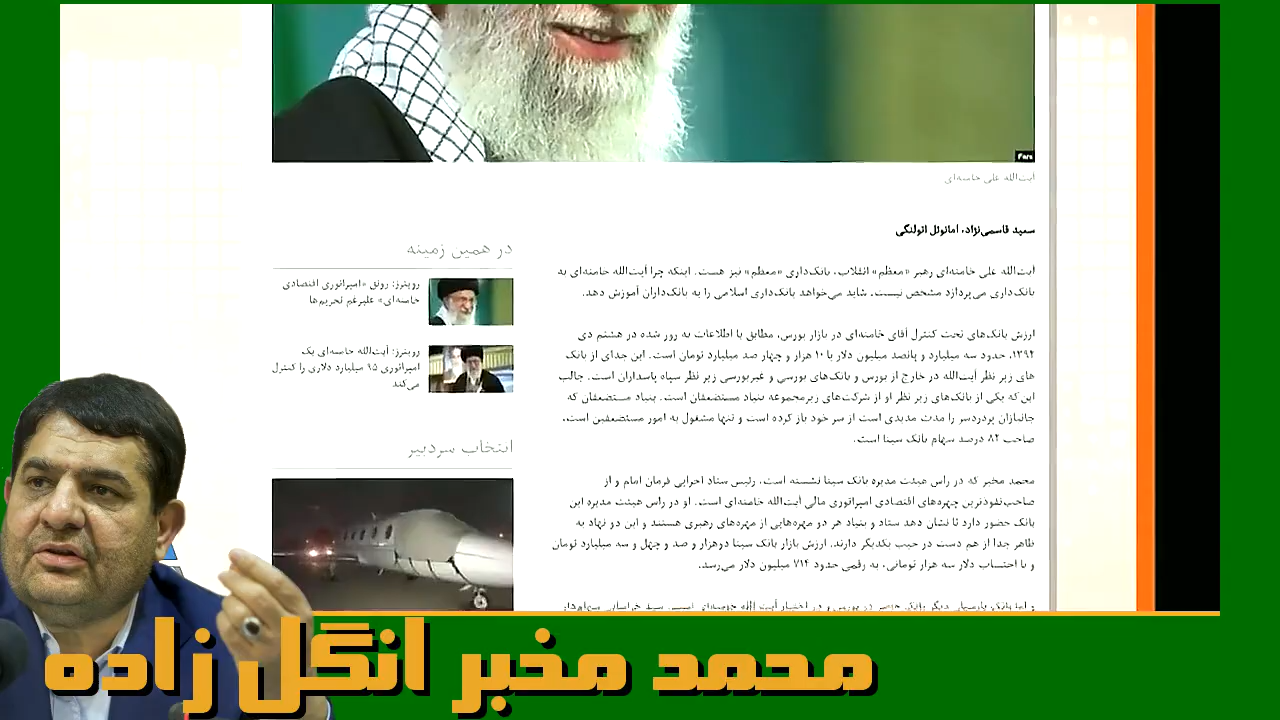 Fars
آیت‌الله علی خامنه‌ای
سعید قاسمی‌نژاد، امانوئل اتولنگی
آیت‌الله علی خامنه‌ای رهبر «معظم» انقلاب، بانک‌داری «معظم» نیز هست. اینکه چرا آیت‌الله خامنه‌ای به
بانک‌داری می‌پردازد مشخص نیست. شاید می‌خواهد بانک‌داری اسلامی را به بانک‌داران آموزش دهد.
ارزش بانک‌های تحت کنترل آقای خامنه‌ای در بازار بورس، مطابق با اطلاعات به روز شده در هشتم دی
۱۳۹۴، حدود سه میلیارد و پانصد میلیون دلار یا ۱۰ هزار و چهار صد میلیارد تومان است. این جدای از بانک
های زیر نظر آیت‌الله در خارج از بورس و بانک‌های بورسی و غیربورسی زیر نظر سپاه پاسداران است. جالب
این‌که یکی از بانک‌های زیر نظر او از شرکت‌های زیرمجموعه بنیاد مستضعفان است. بنیاد مستضعفان که
جانبازان پردردسر را مدت مدیدی است از سر خود باز کرده است و تنها مشغول به امور مستضعفین است،
صاحب ۸۲ درصد سهام بانک سینا است.
محمد مخبر که در راس هیئت مدیره بانک سینا نشسته است، رئیس ستاد اجرایی فرمان امام و از
صاحب‌نفوذترین چهره‌های اقتصادی امپراتوری مالی آیت‌الله خامنه‌ای است. او در راس هیئت مدیره این
بانک حضور دارد تا نشان دهد ستاد و بنیاد هر دو مهره‌هایی از مهره‌های رهبری هستند و این دو نهاد به
ظاهر جدا از هم دست در جیب یکدیگر دارند. ارزش بازار بانک سینا دوهزار و صد و چهل و سه میلیارد تومان
و با احتساب دلار سه هزار تومانی، به رقمی حدود ۷۱۴ میلیون دلار می‌رسد.
در همین زمینه
رویترز: رونق «امپراتوری اقتصادی
خامنه‌ای» علیرغم تحریم‌ها
رویترز: آیت‌الله خامنه‌ای یک
امپراتوری ۹۵ میلیارد دلاری را کنترل
می‌کند
انتخاب سردبیر
محمد مخبر انگل زاده